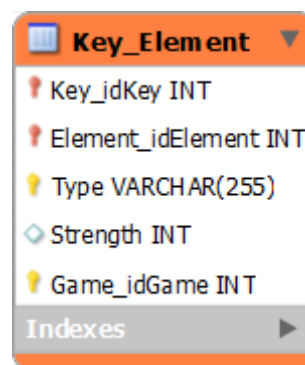 Key_Element
Key_idKey INT
Element_idElement INT
Type VARCHAR(255)
Strength INT
Game_idGame INT
Indexes